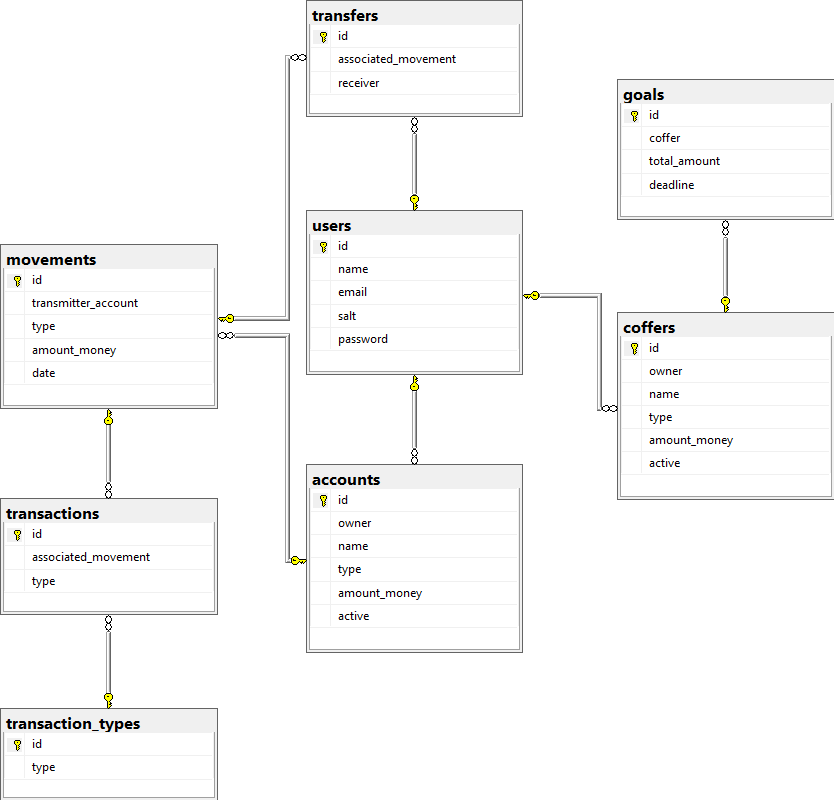 transfers
id
associated_movement
receiver
goals
id
coffer
total_amount
deadline
users
id
name
email
salt
password
movements
id
transmitter_account
type
amount_money
date
coffers
id
owner
name
type
amount_money
active
accounts
id
owner
name
type
amount_money
active
transactions
id
associated_movement
type
transaction_types
id
type